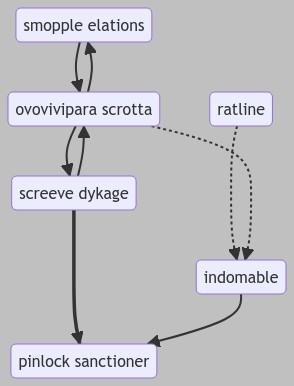 smopple elations
ovovivipara scrotta
ratline
screeve dykage
indomable
pinlock sanctioner